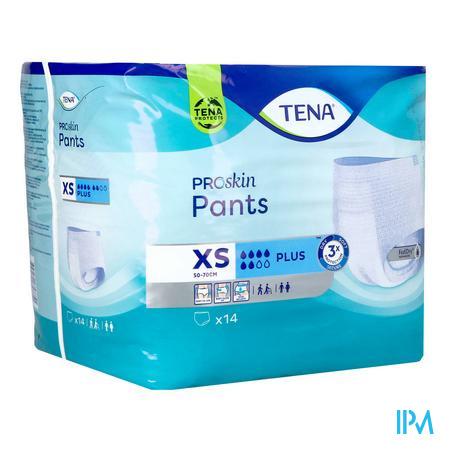 TENA
PROskin
Pants
XS
PLUS
x14
TENA
PROTECTS
TENA
PROskin
Pants
XS
50-70CM
PLUS
3x
x14
IPM